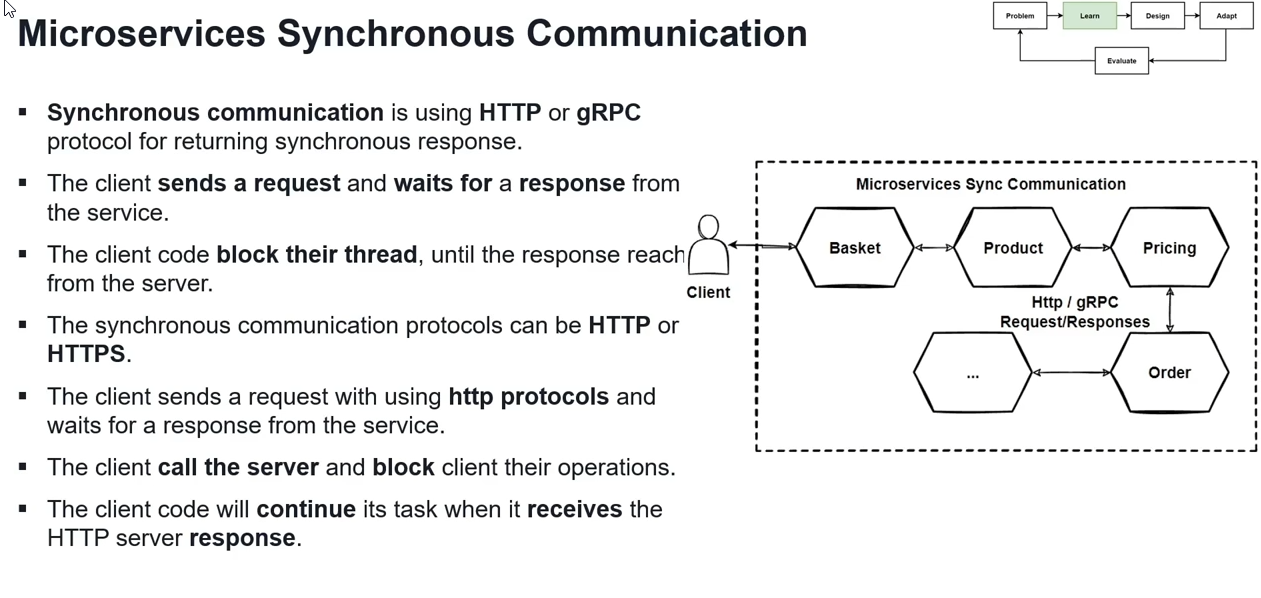 Microservices Synchronous Communication
Problem
Learn
Design
Adapt
Evaluate
▪ Synchronous communication is using HTTP or gRPC
protocol for returning synchronous response.
▪ The client sends a request and waits for a response from
the service.
▪ The client code block their thread, until the response reach
from the server.
▪ The synchronous communication protocols can be HTTP or
HTTPS.
▪ The client sends a request with using http protocols and
waits for a response from the service.
▪ The client call the server and block client their operations.
▪ The client code will continue its task when it receives the
HTTP server response.
Microservices Sync Communication
Client
Basket
Product
Pricing
Http / gRPC
Request/Responses
...
Order